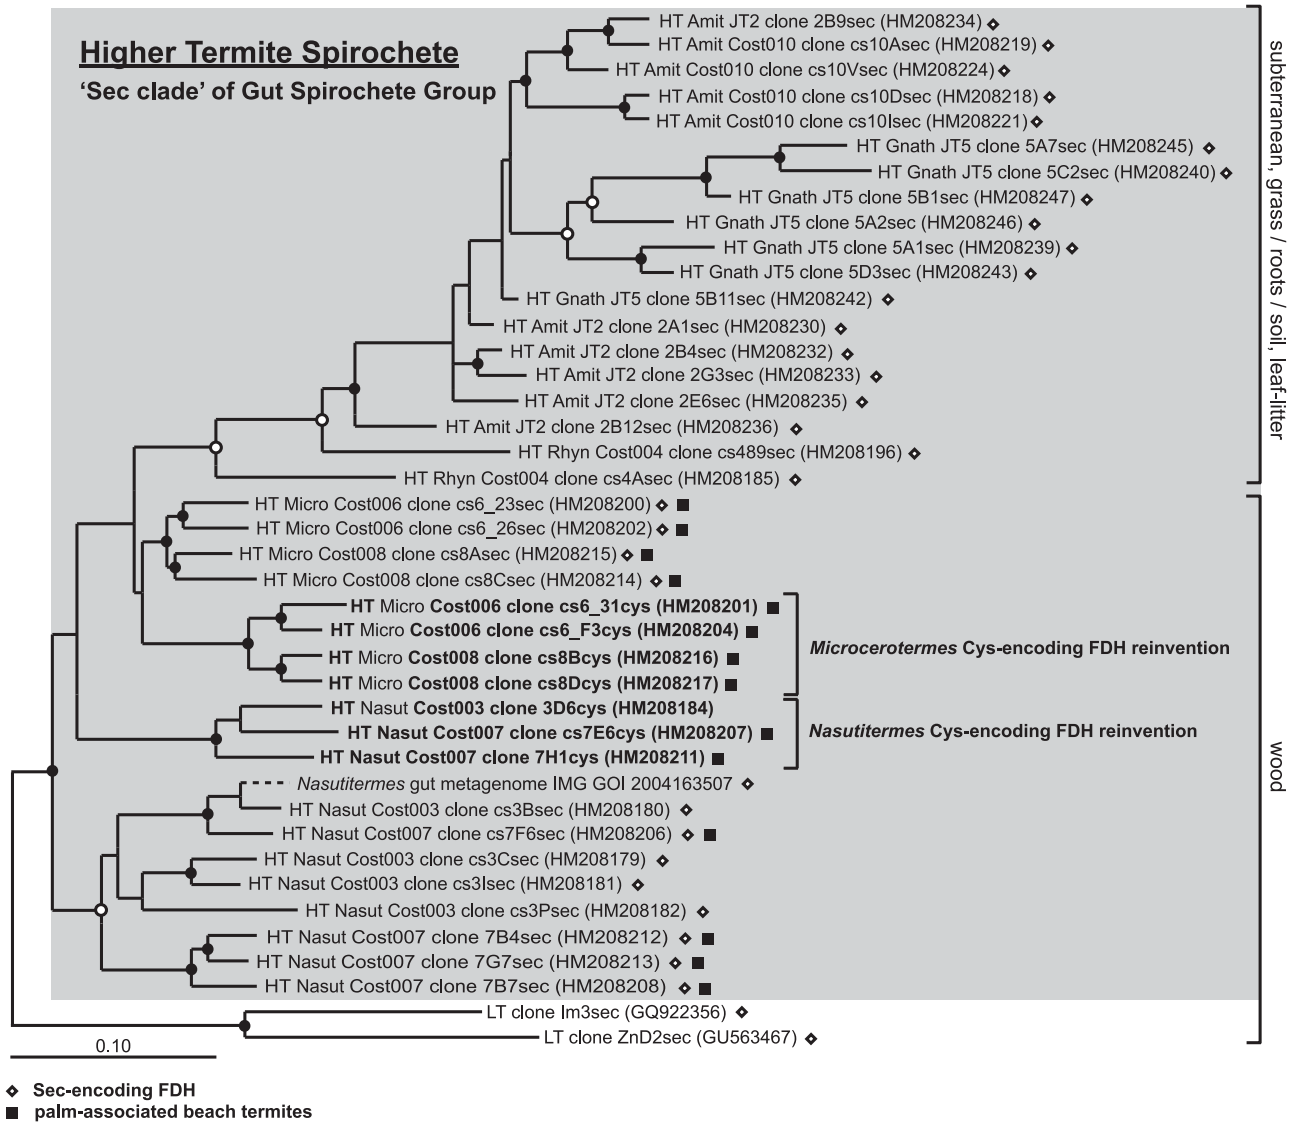 Higher Termite Spirochete
'Sec clade' of Gut Spirochete Group
HT Amit JT2 clone 2B9sec (HM208234)
HT Amit Cost010 clone cs10Asec (HM208219)
HT Amit Cost010 clone cs10Vsec (HM208224)
HT Amit Cost010 clone cs10Dsec (HM208218)
HT Amit Cost010 clone cs10Isec (HM208221)
HT Gnath JT5 clone 5A7sec (HM208245)
HT Gnath JT5 clone 5C2sec (HM208240)
HT Gnath JT5 clone 5B1sec (HM208247)
HT Gnath JT5 clone 5A2sec (HM208246)
HT Gnath JT5 clone 5A1sec (HM208239)
HT Gnath JT5 clone 5D3sec (HM208243)
HT Gnath JT5 clone 5B11sec (HM208242)
HT Amit JT2 clone 2A1sec (HM208230)
HT Amit JT2 clone 2B4sec (HM208232)
HT Amit JT2 clone 2G3sec (HM208233)
HT Amit JT2 clone 2E6sec (HM208235)
HT Amit JT2 clone 2B12sec (HM208236)
HT Rhyn Cost004 clone cs489sec (HM208196)
HT Rhyn Cost004 clone cs4Asec (HM208185)
subterranean, grass / roots / soil, leaf-litter
HT Micro Cost006 clone cs6_23sec (HM208200)
HT Micro Cost006 clone cs6_26sec (HM208202)
HT Micro Cost008 clone cs8Asec (HM208215)
HT Micro Cost008 clone cs8Csec (HM208214)
HT Micro Cost006 clone cs6_31cys (HM208201)
HT Micro Cost006 clone cs6_F3cys (HM208204)
HT Micro Cost008 clone cs8Bcys (HM208216)
HT Micro Cost008 clone cs8Dcys (HM208217)
Microcerotermes Cys-encoding FDH reinvention
HT Nasut Cost003 clone 3D6cys (HM208184)
HT Nasut Cost007 clone cs7E6cys (HM208207)
HT Nasut Cost007 clone 7H1cys (HM208211)
Nasutitermes Cys-encoding FDH reinvention
Nasutitermes gut metagenome IMG GOI 2004163507
HT Nasut Cost003 clone cs3Bsec (HM208180)
HT Nasut Cost007 clone cs7F6sec (HM208206)
HT Nasut Cost003 clone cs3Csec (HM208179)
HT Nasut Cost003 clone cs3Isec (HM208181)
HT Nasut Cost003 clone cs3Psec (HM208182)
HT Nasut Cost007 clone 7B4sec (HM208212)
HT Nasut Cost007 clone 7G7sec (HM208213)
HT Nasut Cost007 clone 7B7sec (HM208208)
LT clone Im3sec (GQ922356)
LT clone ZnD2sec (GU563467)
wood
0.10
Sec-encoding FDH
palm-associated beach termites